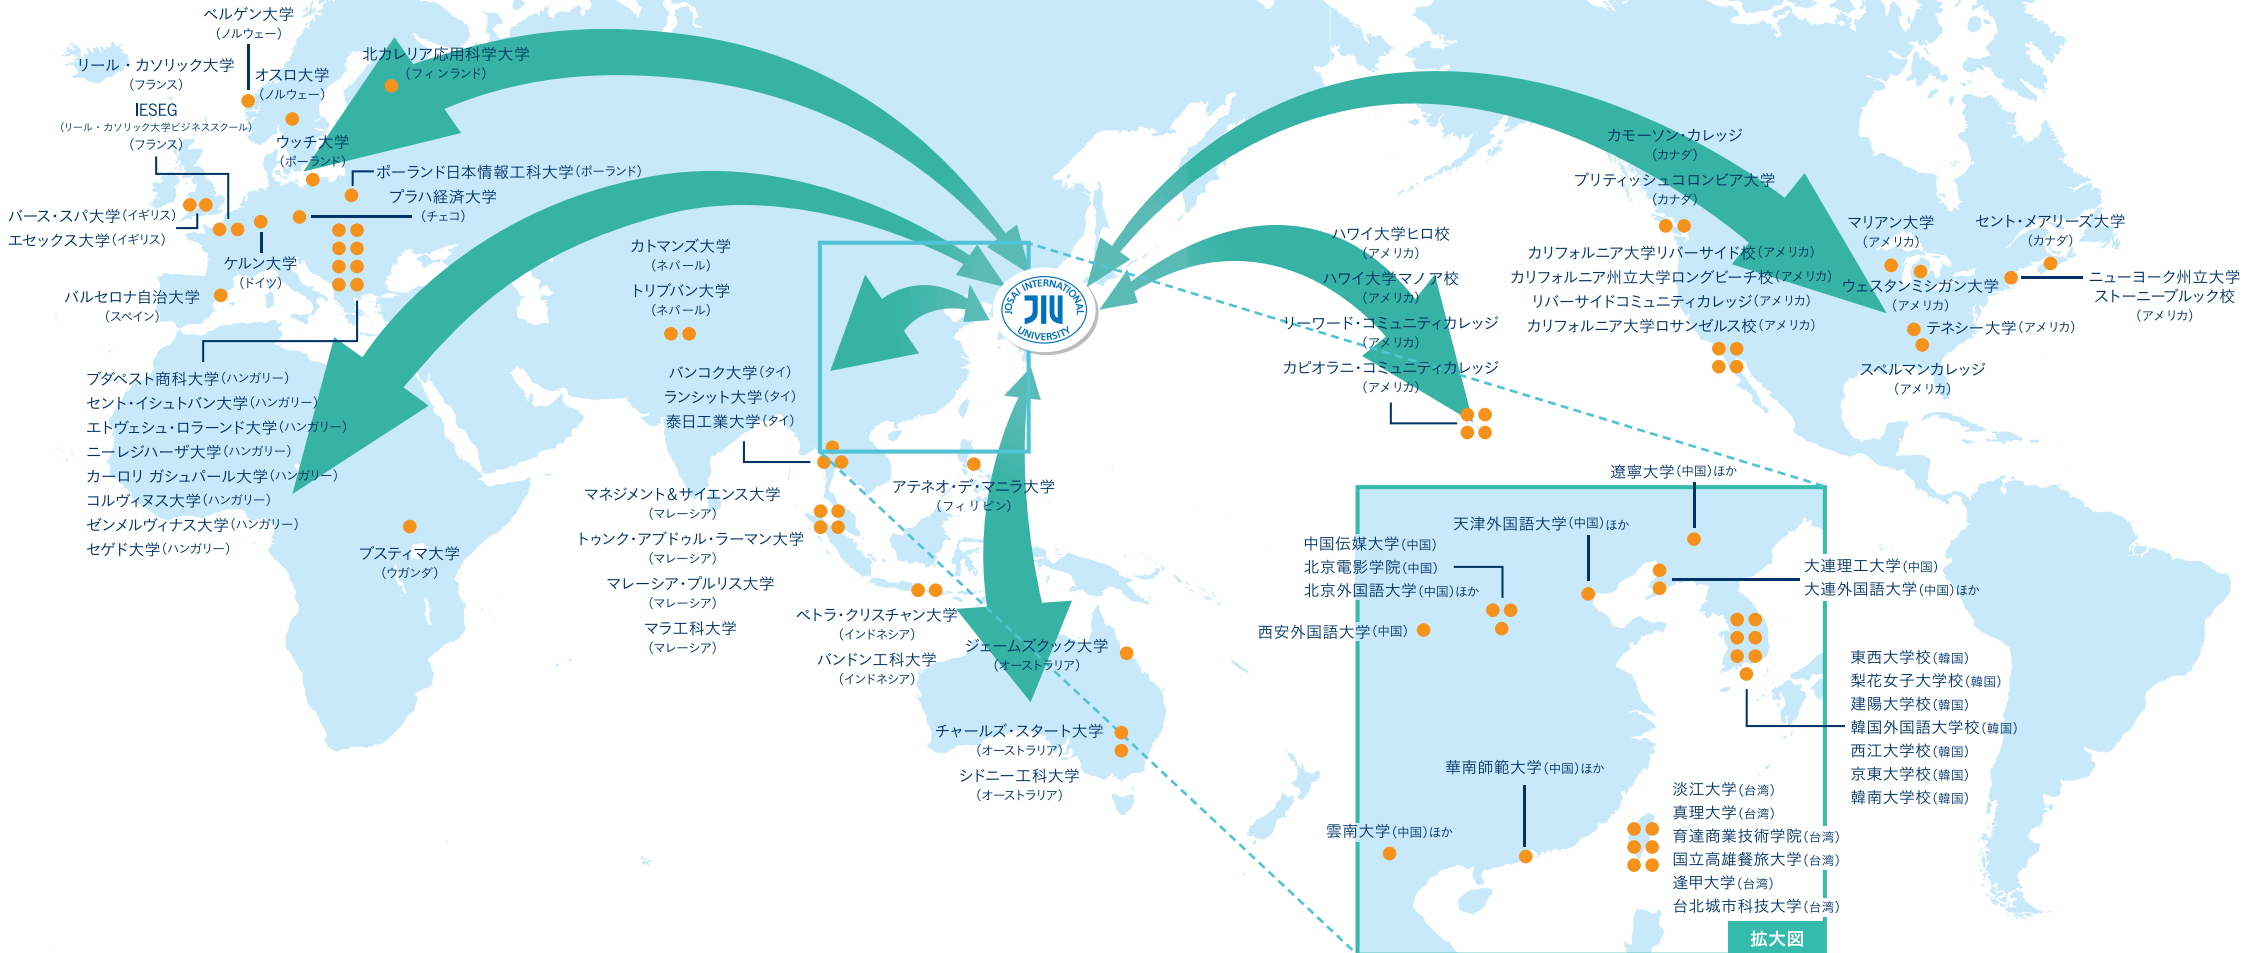 ベルゲン大学
(ノルウェー)
リール・カソリック大学
(フランス)
IESEG
(リール・カソリック大学ビジネススクール)
(フランス)
オスロ大学
(ノルウェー)
北カレリア応用科学大学
(フィンランド)
ウッチ大学
(ポーランド)
ポーランド日本情報工科大学(ポーランド)
プラハ経済大学
(チェコ)
バース・スパ大学(イギリス)
エセックス大学(イギリス)
ケルン大学
(ドイツ)
バルセロナ自治大学
(スペイン)
ブダペスト商科大学(ハンガリー)
セント・イシュトバン大学(ハンガリー)
エトヴェシュ・ロラーンド大学(ハンガリー)
ニーレジハーザ大学(ハンガリー)
カーロリ ガシュパール大学(ハンガリー)
コルヴィヌス大学(ハンガリー)
ゼンメルヴィナス大学(ハンガリー)
セゲド大学(ハンガリー)
ブスティマ大学
(ウガンダ)
カトマンズ大学
(ネパール)
トリブバン大学
(ネパール)
バンコク大学(タイ)
ランシット大学(タイ)
泰日工業大学(タイ)
マネジメント&サイエンス大学
(マレーシア)
トゥンク・アブドゥル・ラーマン大学
(マレーシア)
マレーシア・プルリス大学
(マレーシア)
マラ工科大学
(マレーシア)
アテネオ・デ・マニラ大学
(フィリピン)
ペトラ・クリスチャン大学
(インドネシア)
バンドン工科大学
(インドネシア)
ジェームズクック大学
(オーストラリア)
チャールズ・スタート大学
(オーストラリア)
シドニー工科大学
(オーストラリア)
JOSAI INTERNATIONAL
JIU
UNIVERSITY
ハワイ大学ヒロ校
(アメリカ)
ハワイ大学マノア校
(アメリカ)
リーワード・コミュニティカレッジ
(アメリカ)
カピオラニ・コミュニティカレッジ
(アメリカ)
カモーソン・カレッジ
(カナダ)
ブリティッシュコロンビア大学
(カナダ)
カリフォルニア大学リバーサイド校(アメリカ)
カリフォルニア州立大学ロングビーチ校(アメリカ)
リバーサイドコミュニティカレッジ(アメリカ)
カリフォルニア大学ロサンゼルス校(アメリカ)
マリアン大学
(アメリカ)
セント・メアリーズ大学
(カナダ)
ウェスタンミシガン大学
(アメリカ)
ニューヨーク州立大学
ストーニーブルック校
(アメリカ)
テネシー大学(アメリカ)
スペルマンカレッジ
(アメリカ)
遼寧大学(中国)ほか
天津外国語大学(中国)ほか
中国伝媒大学(中国)
北京電影学院(中国)
北京外国語大学(中国)ほか
西安外国語大学(中国)
大連理工大学(中国)
大連外国語大学(中国)ほか
東西大学校(韓国)
梨花女子大学校(韓国)
建陽大学校(韓国)
韓国外国語大学校(韓国)
西江大学校(韓国)
京東大学校(韓国)
韓南大学校(韓国)
華南師範大学(中国)ほか
雲南大学(中国)ほか
淡江大学(台湾)
真理大学(台湾)
育達商業技術学院(台湾)
国立高雄餐旅大学(台湾)
逢甲大学(台湾)
台北城市科技大学(台湾)
拡大図